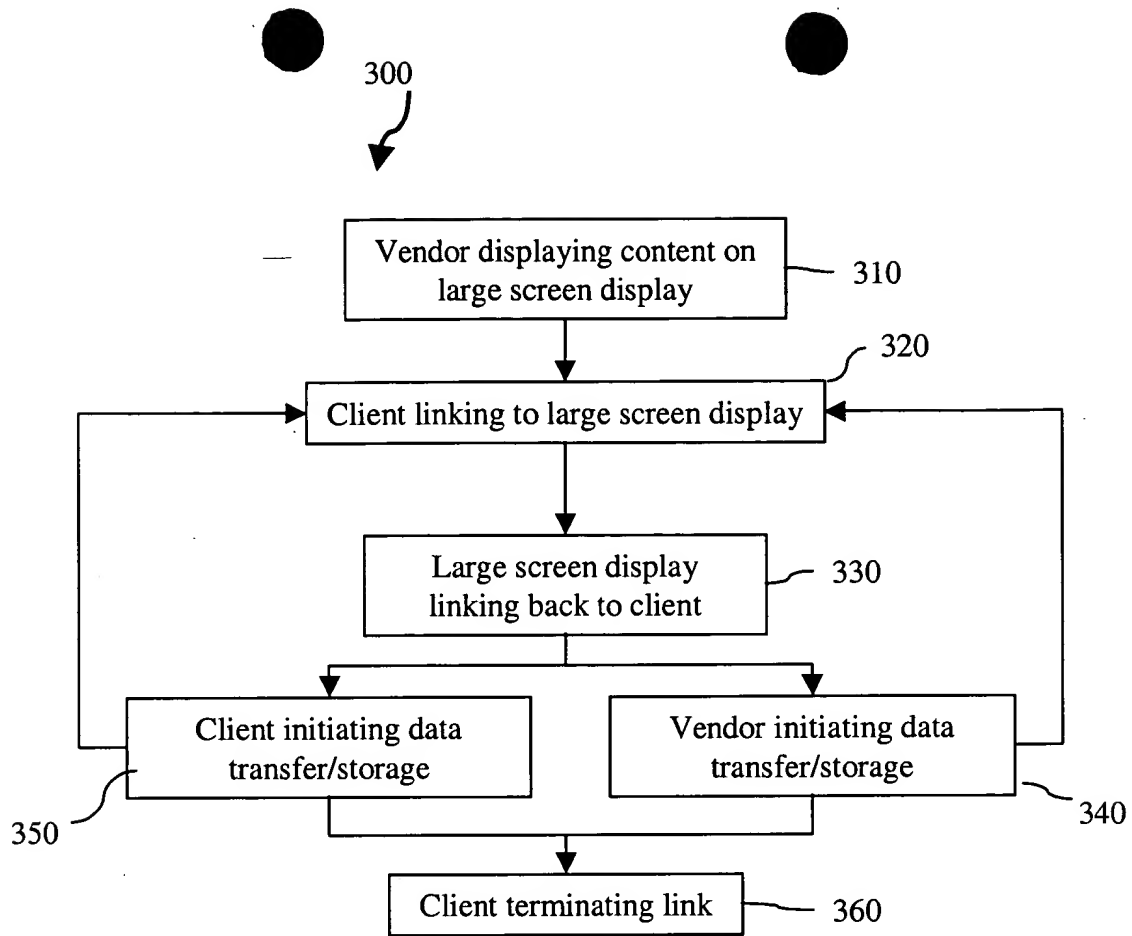 300
Vendor displaying content on
large screen display
310
320
Client linking to large screen display
Large screen display
linking back to client
330
Client initiating data
transfer/storage
350
Vendor initiating data
transfer/storage
340
Client terminating link
360